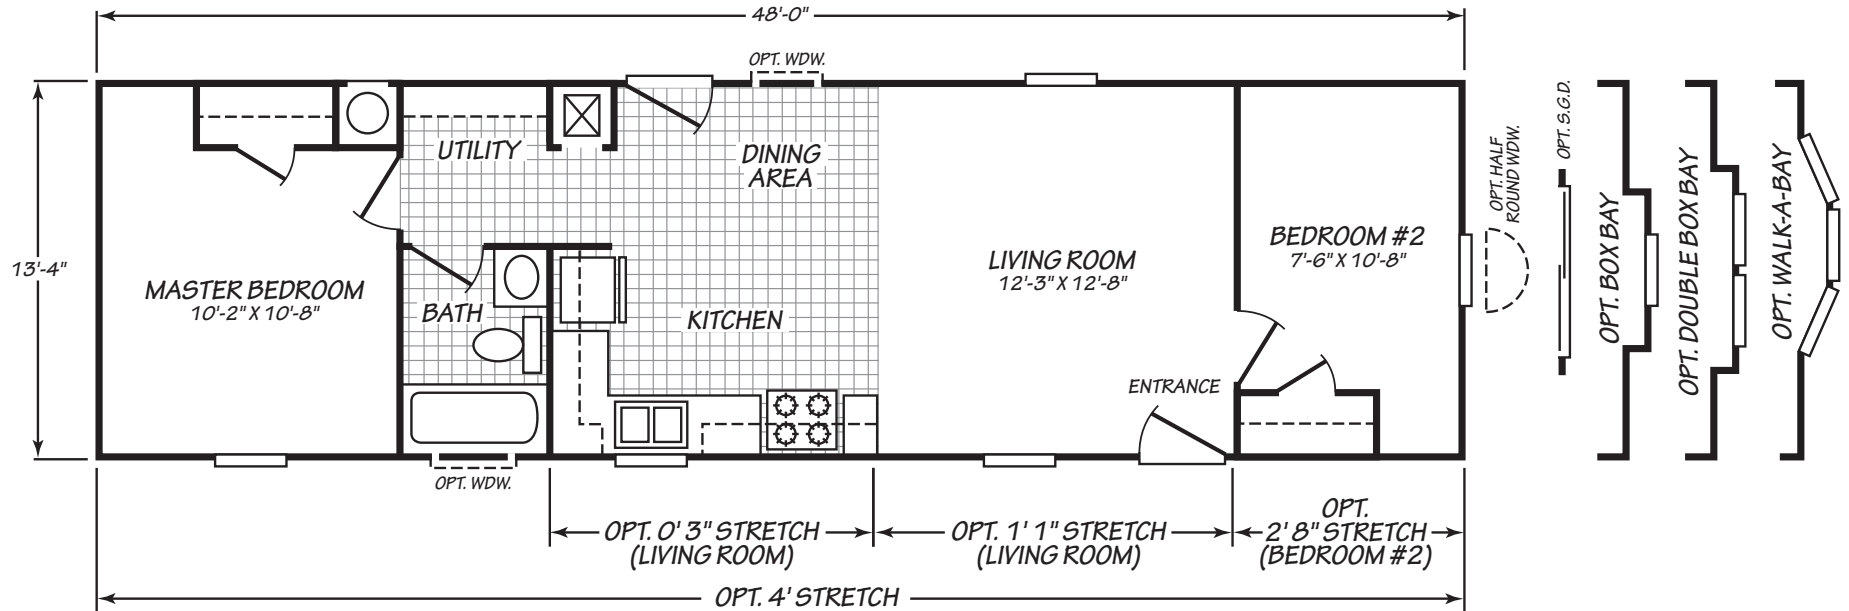 48'-0"
OPT. WDW.
13'-4"
UTILITY
DINING
AREA
MASTER BEDROOM
10'-2" X 10'-8"
BATH
KITCHEN
LIVING ROOM
12'-3" X 12'-8"
BEDROOM #2
7'-6" X 10'-8"
ENTRANCE
OPT. HALF
ROUND WDW.
OPT. S.G.D.
OPT. BOX BAY
OPT. DOUBLE BOX BAY
OPT. WALK-A-BAY
OPT. WDW.
OPT. 0' 3" STRETCH
(LIVING ROOM)
OPT. 1' 1" STRETCH
(LIVING ROOM)
OPT.
2' 8" STRETCH
(BEDROOM #2)
OPT. 4' STRETCH